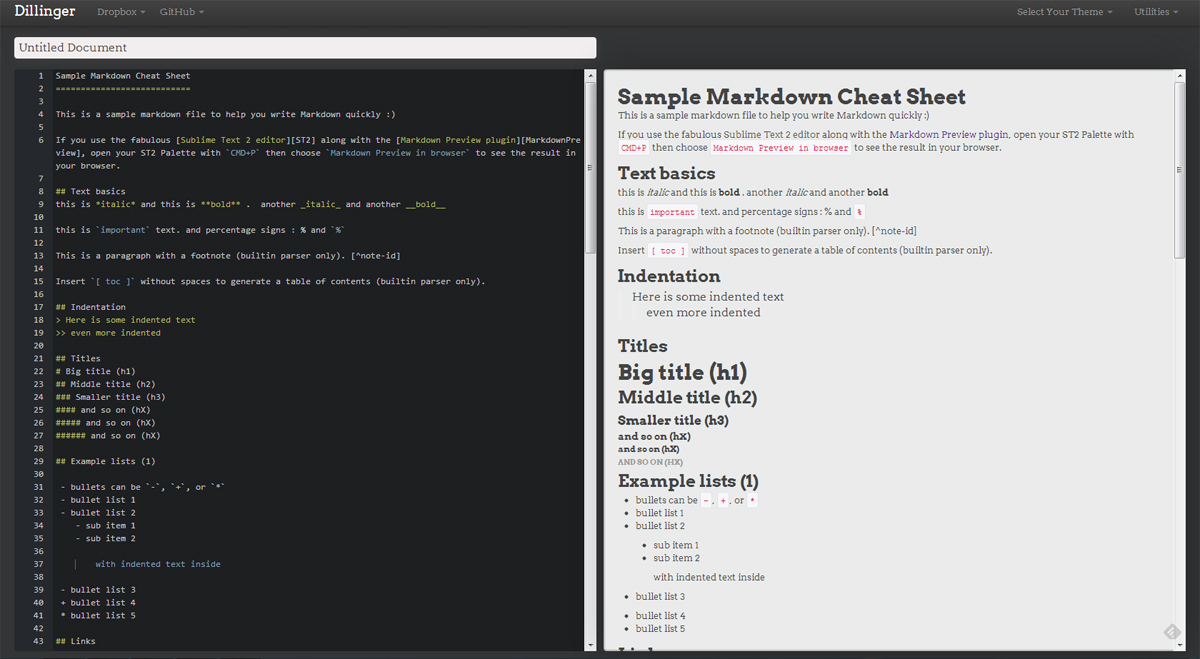 Dillinger Dropbox GitHub Select Your Theme Utilities
Untitled Document
1 Sample Markdown Cheat Sheet
2 ===========================
3
4 This is a sample markdown file to help you write Markdown quickly :)
5
6 If you use the fabulous [Sublime Text 2 editor][ST2] along with the [Markdown Preview plugin][MarkdownPre
view], open your ST2 Palette with `CMD+P` then choose `Markdown Preview in browser` to see the result in
your browser.
7
8 ## Text basics
9 this is *italic* and this is **bold** .  another _italic_ and another __bold__
10
11 this is `important` text. and percentage signs : % and `%`
12
13 This is a paragraph with a footnote (builtin parser only). [^note-id]
14
15 Insert `[ toc ]` without spaces to generate a table of contents (builtin parser only).
16
17 ## Indentation
18 > Here is some indented text
19 >> even more indented
20
21 ## Titles
22 # Big title (h1)
23 ## Middle title (h2)
24 ### Smaller title (h3)
25 #### and so on (hX)
26 ##### and so on (hX)
27 ###### and so on (hX)
28
29 ## Example lists (1)
30
31 - bullets can be `-`, `+`, or `*`
32 - bullet list 1
33 - bullet list 2
34 - sub item 1
35 - sub item 2
36
37 with indented text inside
38
39 - bullet list 3
40 + bullet list 4
41 * bullet list 5
42
43 ## Links
Sample Markdown Cheat Sheet
This is a sample markdown file to help you write Markdown quickly :)
If you use the fabulous Sublime Text 2 editor along with the Markdown Preview plugin, open your ST2 Palette with
CMD+P then choose Markdown Preview in browser to see the result in your browser.
Text basics
this is italic and this is bold . another italic and another bold
this is important text. and percentage signs : % and %
This is a paragraph with a footnote (builtin parser only). [^note-id]
Insert [ toc ] without spaces to generate a table of contents (builtin parser only).
Indentation
Here is some indented text
even more indented
Titles
Big title (h1)
Middle title (h2)
Smaller title (h3)
and so on (hX)
and so on (hX)
AND SO ON (HX)
Example lists (1)
• bullets can be - , + , or *
• bullet list 1
• bullet list 2
• sub item 1
• sub item 2
with indented text inside
• bullet list 3
• bullet list 4
• bullet list 5